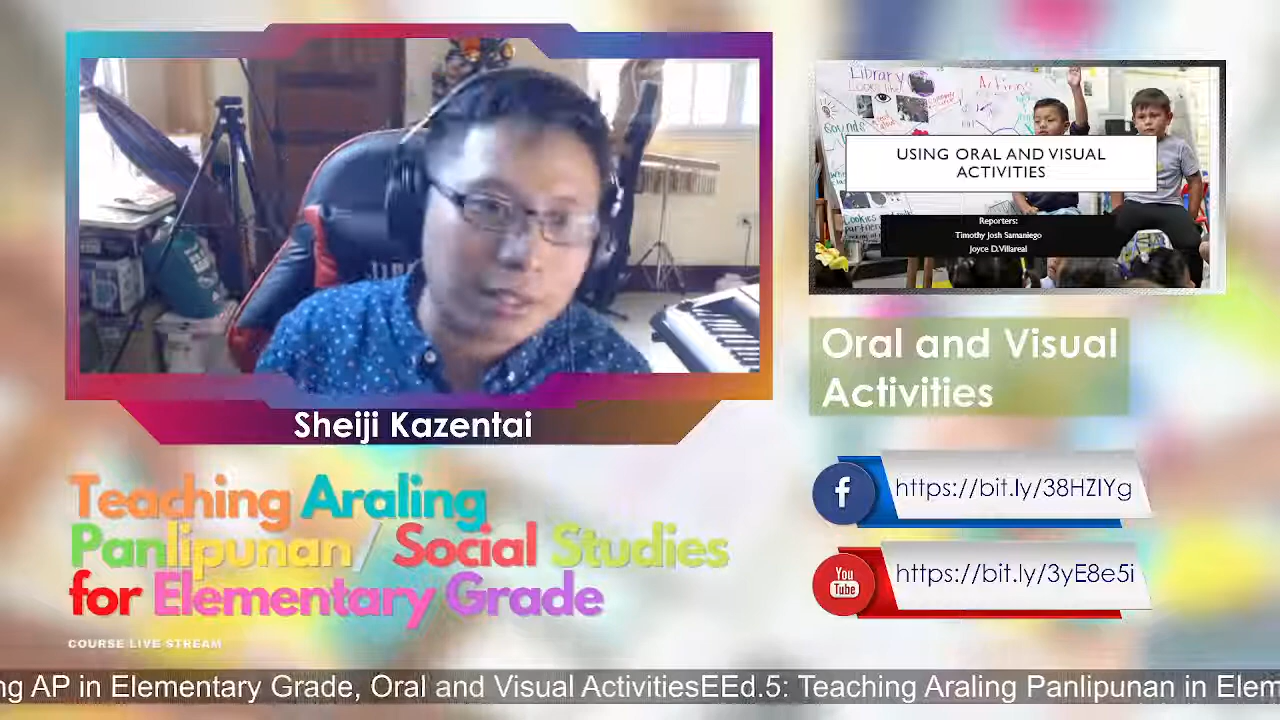 Library
USING ORAL AND VISUAL
ACTIVITIES
Reporters:
Timothy Josh Samaniego
Joyce D.Villareal
Oral and Visual
Activities
Sheiji Kazentai
https://bit.ly/38HZIYg
You
Tube
https://bit.ly/3yE8e5i
Teaching Araling
Panlipunan/ Social Studies
for Elementary Grade
COURSE LIVE STREAM
ng AP in Elementary Grade, Oral and Visual ActivitiesEEd.5: Teaching Araling Panlipunan in Elem